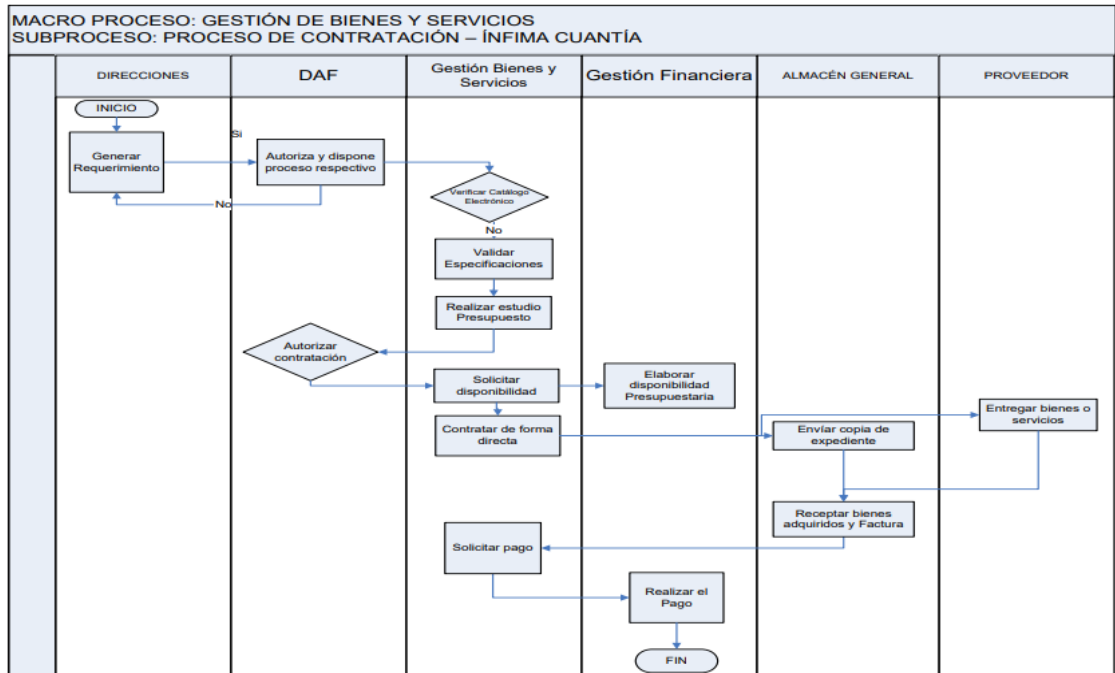 MACRO PROCESO: GESTIÓN DE BIENES Y SERVICIOS
SUBPROCESO: PROCESO DE CONTRATACIÓN – ÍNFIMA CUANTÍA
DIRECCIONES
DAF
Gestión Bienes y
Servicios
Gestión Financiera
ALMACÉN GENERAL
PROVEEDOR
INICIO
Generar
Requerimiento
Si
Autoriza y dispone
proceso respectivo
No
Verificar Catálogo
Electrónico
No
Validar
Especificaciones
Realizar estudio
Presupuesto
Autorizar
contratación
Solicitar
disponibilidad
Elaborar
disponibilidad
Presupuestaria
Contratar de forma
directa
Envíar copia de
expediente
Entregar bienes o
servicios
Receptar bienes
adquiridos y Factura
Solicitar pago
Realizar el
Pago
FIN